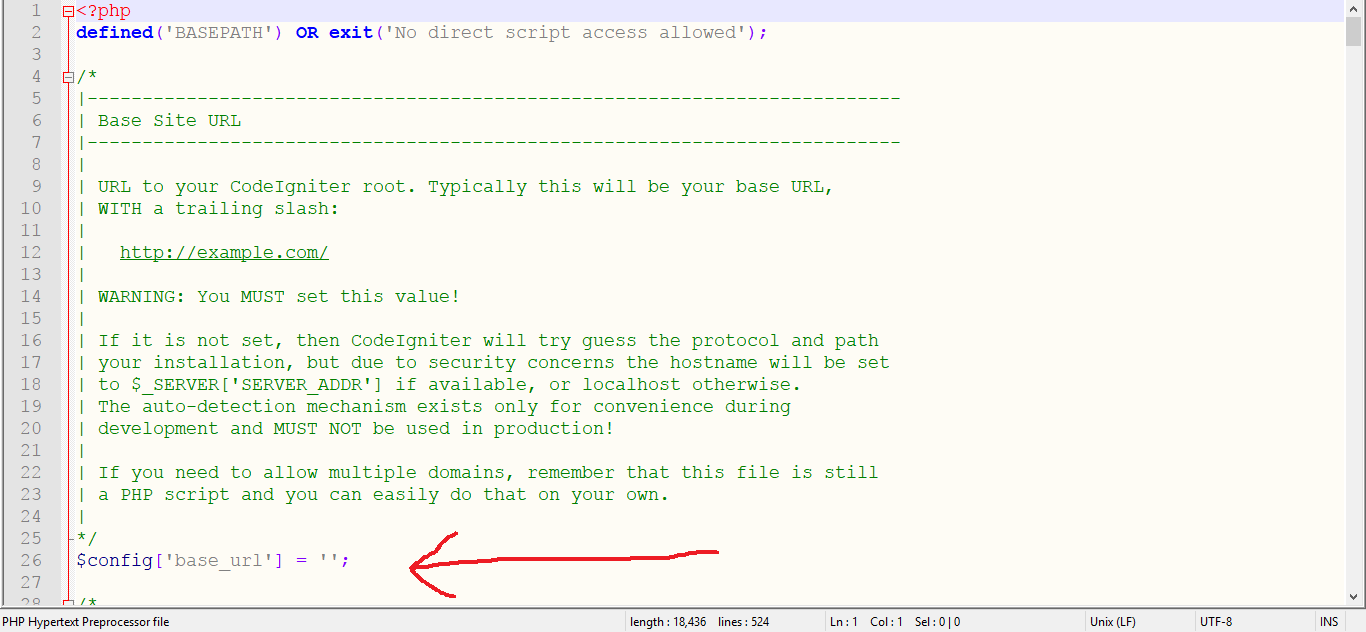 1 <?php
2 defined('BASEPATH') OR exit('No direct script access allowed');
3
4 /*
5 |--------------------------------------------------------------------------
6 | Base Site URL
7 |--------------------------------------------------------------------------
8 |
9 | URL to your CodeIgniter root. Typically this will be your base URL,
10 | WITH a trailing slash:
11 |
12 | http://example.com/
13 |
14 | WARNING: You MUST set this value!
15 |
16 | If it is not set, then CodeIgniter will try guess the protocol and path
17 | your installation, but due to security concerns the hostname will be set
18 | to $_SERVER['SERVER_ADDR'] if available, or localhost otherwise.
19 | The auto-detection mechanism exists only for convenience during
20 | development and MUST NOT be used in production!
21 |
22 | If you need to allow multiple domains, remember that this file is still
23 | a PHP script and you can easily do that on your own.
24 |
25 */
26 $config['base_url'] = '';
27
28 /*
PHP Hypertext Preprocessor file length : 18,436 lines : 524 Ln : 1 Col : 1 Sel : 0 | 0 Unix (LF) UTF-8 INS